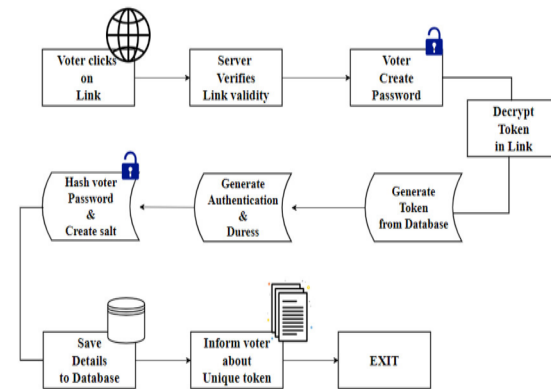 Voter clicks
on
Link
Server
Verifies
Link validity
Voter
Create
Password
Decrypt
Token
in Link
Hash voter
Password
&
Create salt
Generate
Authentication
&
Duress
Generate
Token
from Database
Save
Details
to Database
Inform voter
about
Unique token
EXIT